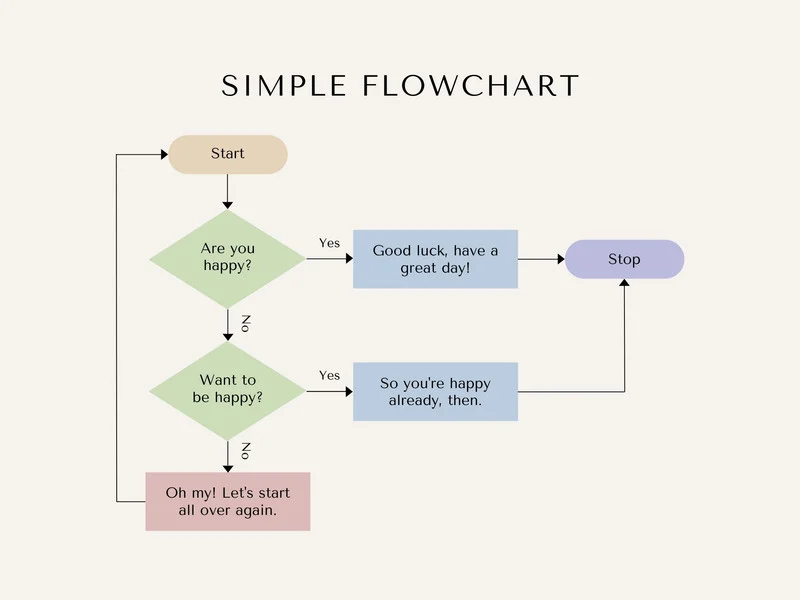 SIMPLE FLOWCHART
Start
Are you
happy?
Yes
Good luck, have a
great day!
Stop
No
Want to
be happy?
Yes
So you're happy
already, then.
No
Oh my! Let's start
all over again.